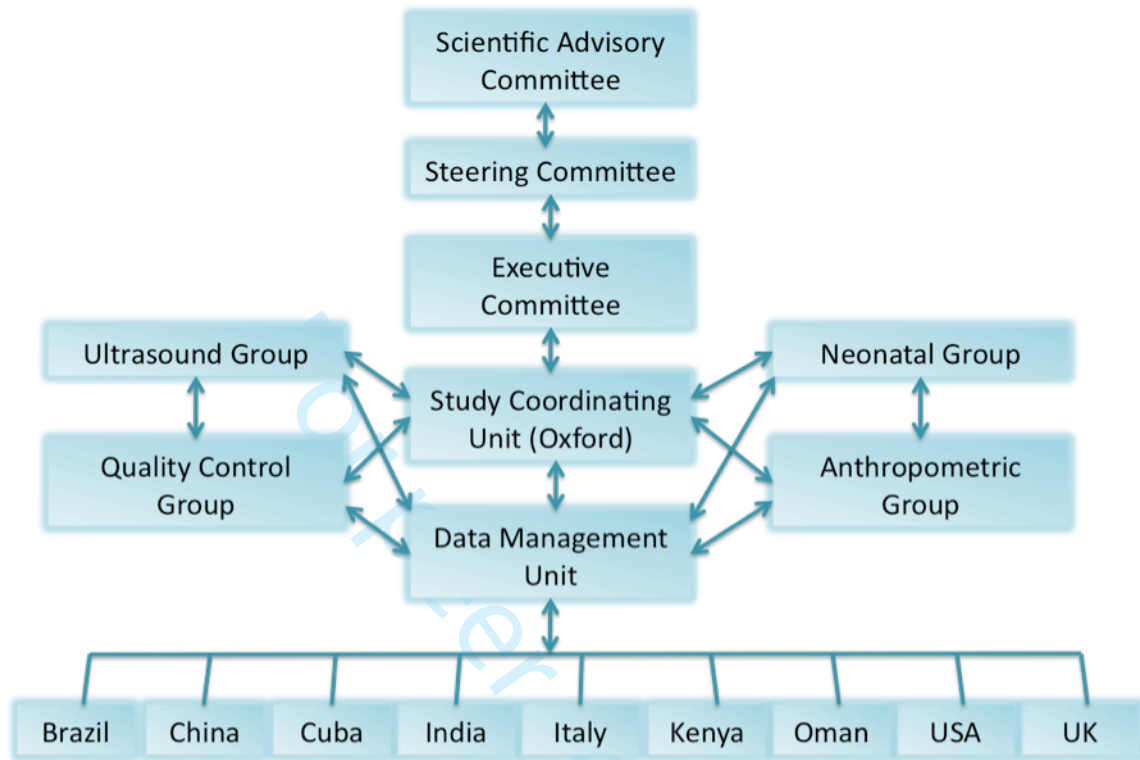 Scientific Advisory
Committee
Steering Committee
Executive
Committee
Ultrasound Group
Neonatal Group
Study Coordinating
Unit (Oxford)
Quality Control
Group
Anthropometric
Group
Data Management
Unit
Brazil
China
Cuba
India
Italy
Kenya
Oman
USA
UK